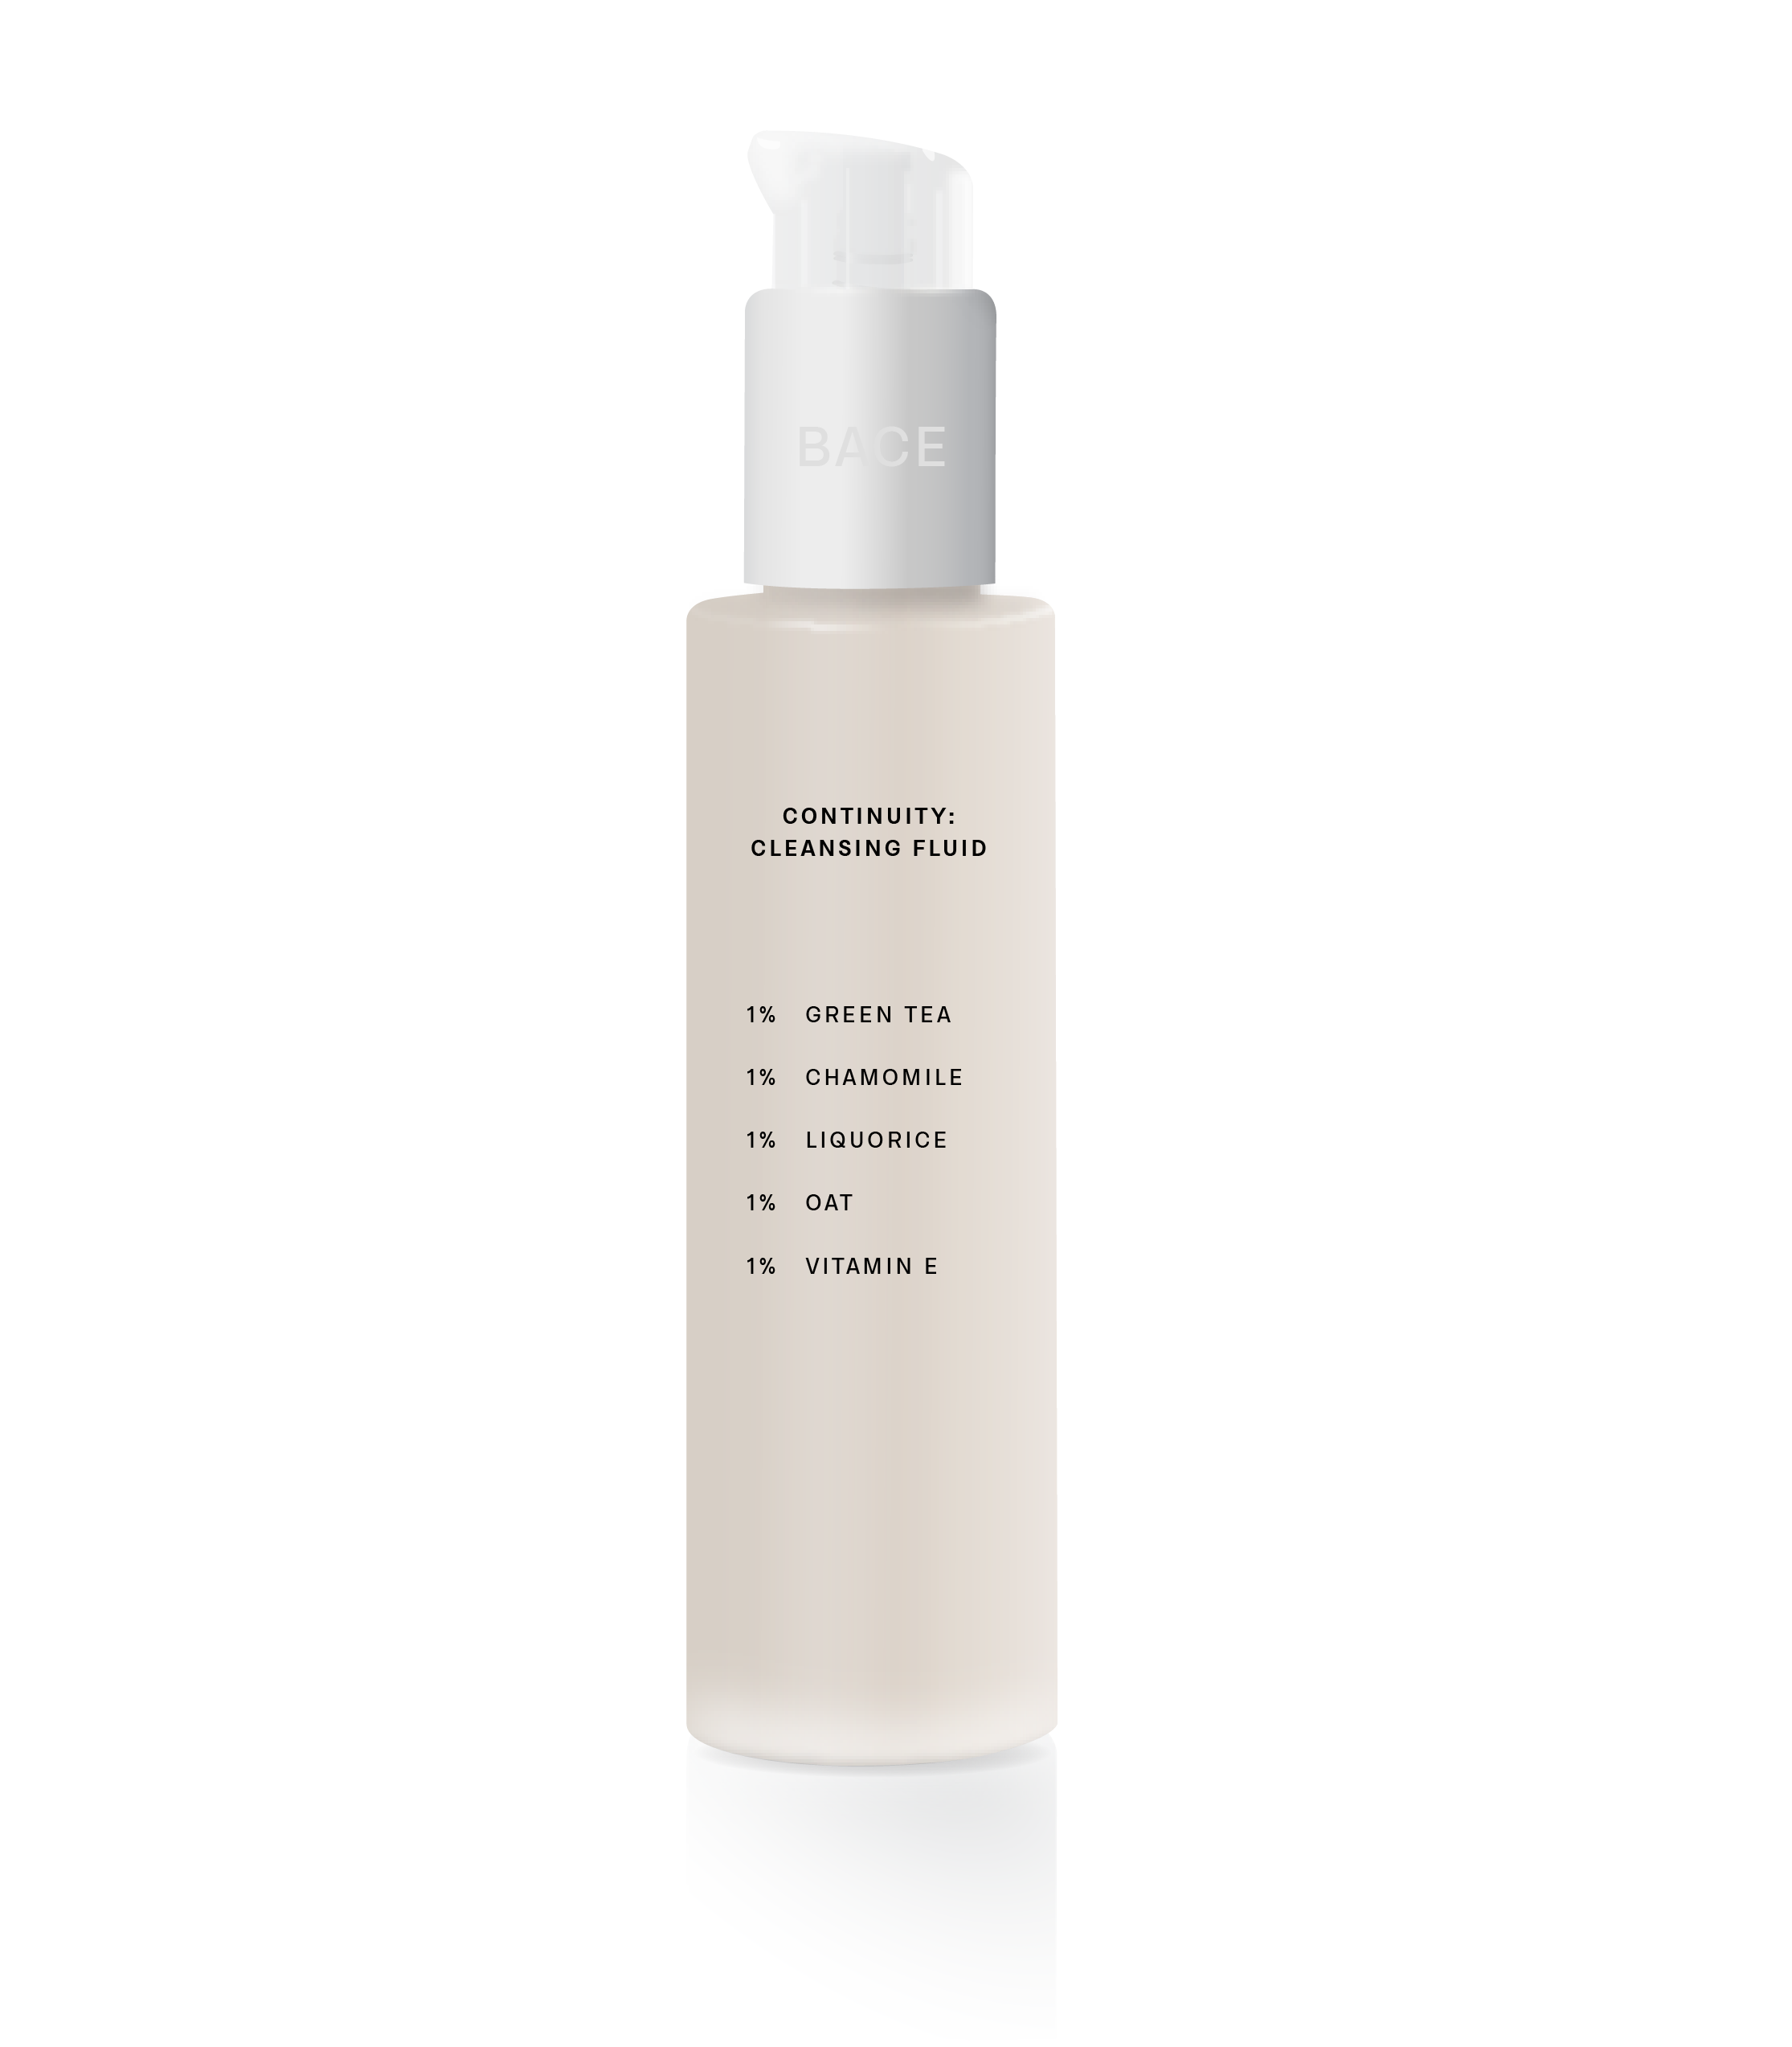 BACE
CONTINUITY:
CLEANSING FLUID
1% GREEN TEA
1% CHAMOMILE
1% LIQUORICE
1% OAT
1% VITAMIN E